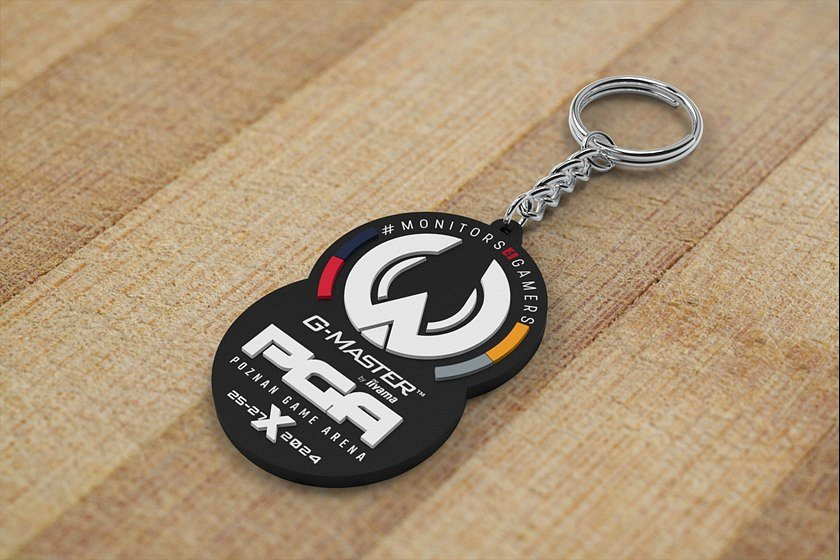 #MONITORS4GAMERS
G-MASTER™
by iiyama
PGA
POZNAN GAME ARENA
25-27 X 2024